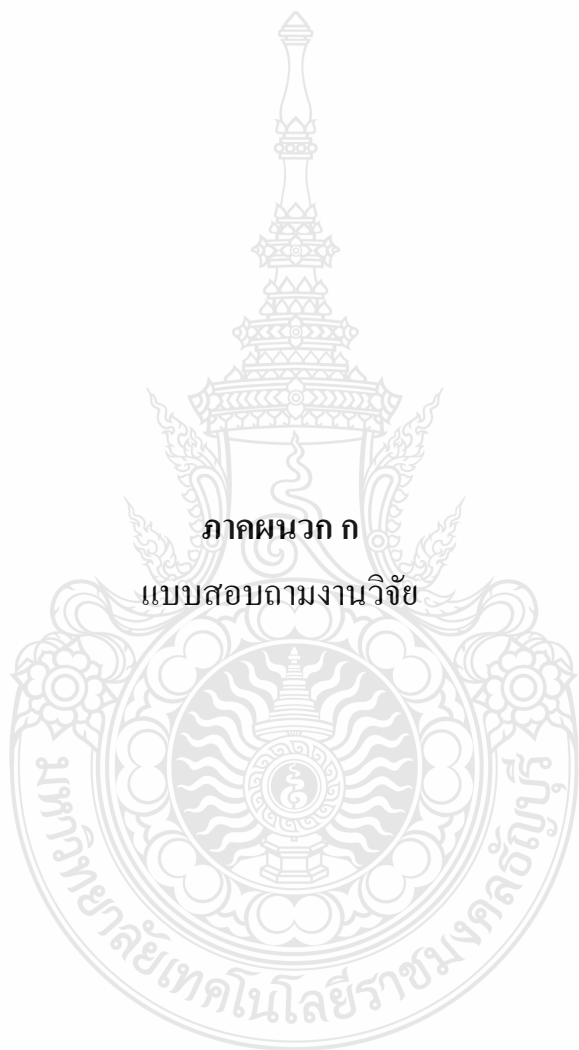 ภาคผนวก ก
แบบสอบถามงานวิจัย
มหาวิทยาลัยเทคโนโลยีราชมงคลธัญบุรี